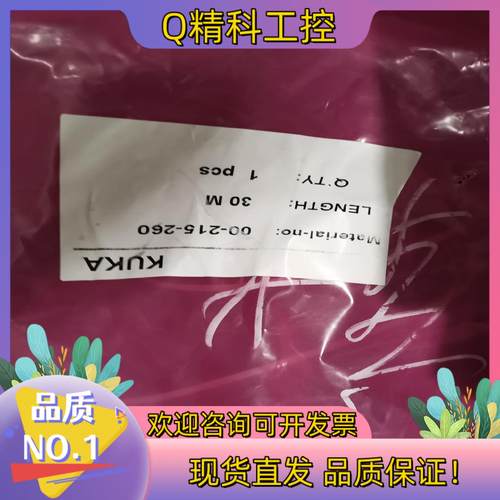 Q精科工控
KUKA
Material-no: 00-215-260
LENGTH: 30 M
Q'TY: 1 pcs
品质
NO.1
欢迎咨询可开发票
现货直发 品质保证！